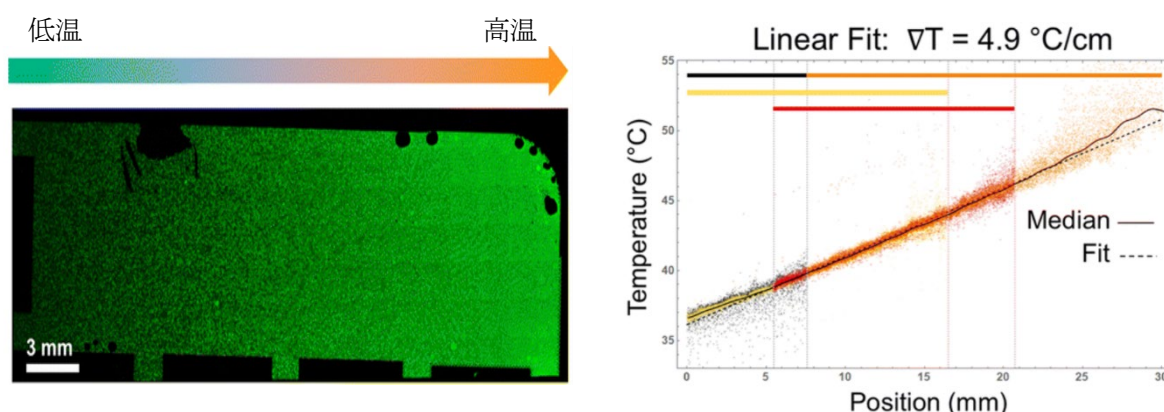 低温
高温
3 mm
Linear Fit: ∇T = 4.9 °C/cm
Temperature (°C)
55
50
45
40
35
Median
Fit
0
5
10
15
20
25
30
Position (mm)